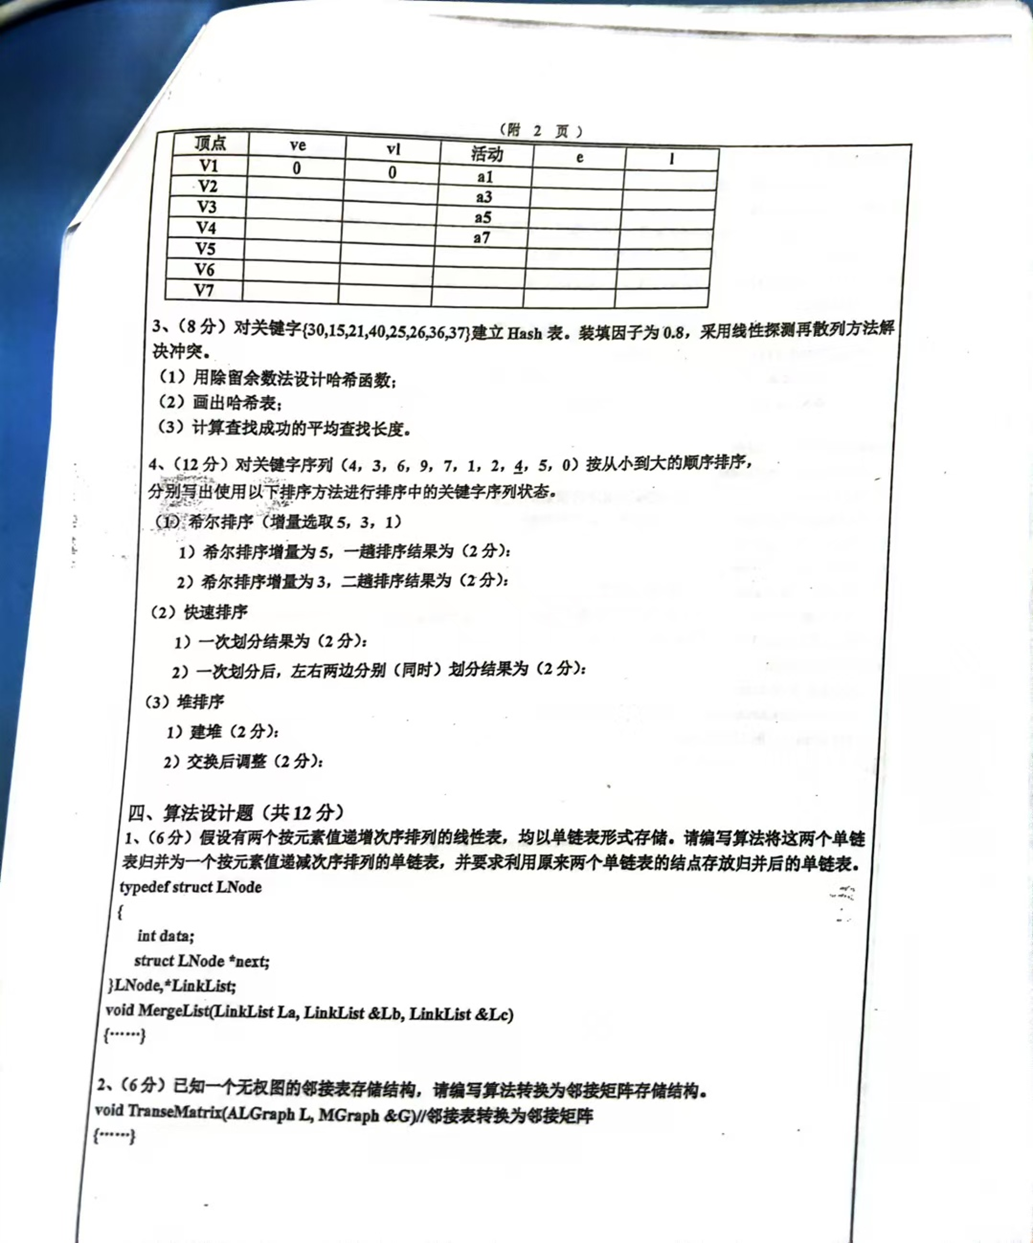 （附 2 页）
顶点 ve vl 活动 e l
V1 0 0 a1
V2 a3
V3 a5
V4 a7
V5
V6
V7
3、（8 分）对关键字{30,15,21,40,25,26,36,37}建立 Hash 表。装填因子为 0.8，采用线性探测再散列方法解
决冲突。
（1）用除留余数法设计哈希函数；
（2）画出哈希表；
（3）计算查找成功的平均查找长度。
4、（12 分）对关键字序列（4，3，6，9，7，1，2，4，5，0）按从小到大的顺序排序，
分别写出使用以下排序方法进行排序中的关键字序列状态。
（1）希尔排序（增量选取 5，3，1）
1）希尔排序增量为 5，一趟排序结果为（2 分）：
2）希尔排序增量为 3，二趟排序结果为（2 分）：
（2）快速排序
1）一次划分结果为（2 分）：
2）一次划分后，左右两边分别（同时）划分结果为（2 分）：
（3）堆排序
1）建堆（2 分）：
2）交换后调整（2 分）：
四、算法设计题（共 12 分）
1、（6 分）假设有两个按元素值递增次序排列的线性表，均以单链表形式存储。请编写算法将这两个单链
表归并为一个按元素值递减次序排列的单链表，并要求利用原来两个单链表的结点存放归并后的单链表。
typedef struct LNode
{
int data;
struct LNode *next;
}LNode,*LinkList;
void MergeList(LinkList La, LinkList &Lb, LinkList &Lc)
{……}
2、（6 分）已知一个无权图的邻接表存储结构，请编写算法转换为邻接矩阵存储结构。
void TranseMatrix(ALGraph L, MGraph &G)//邻接表转换为邻接矩阵
{……}